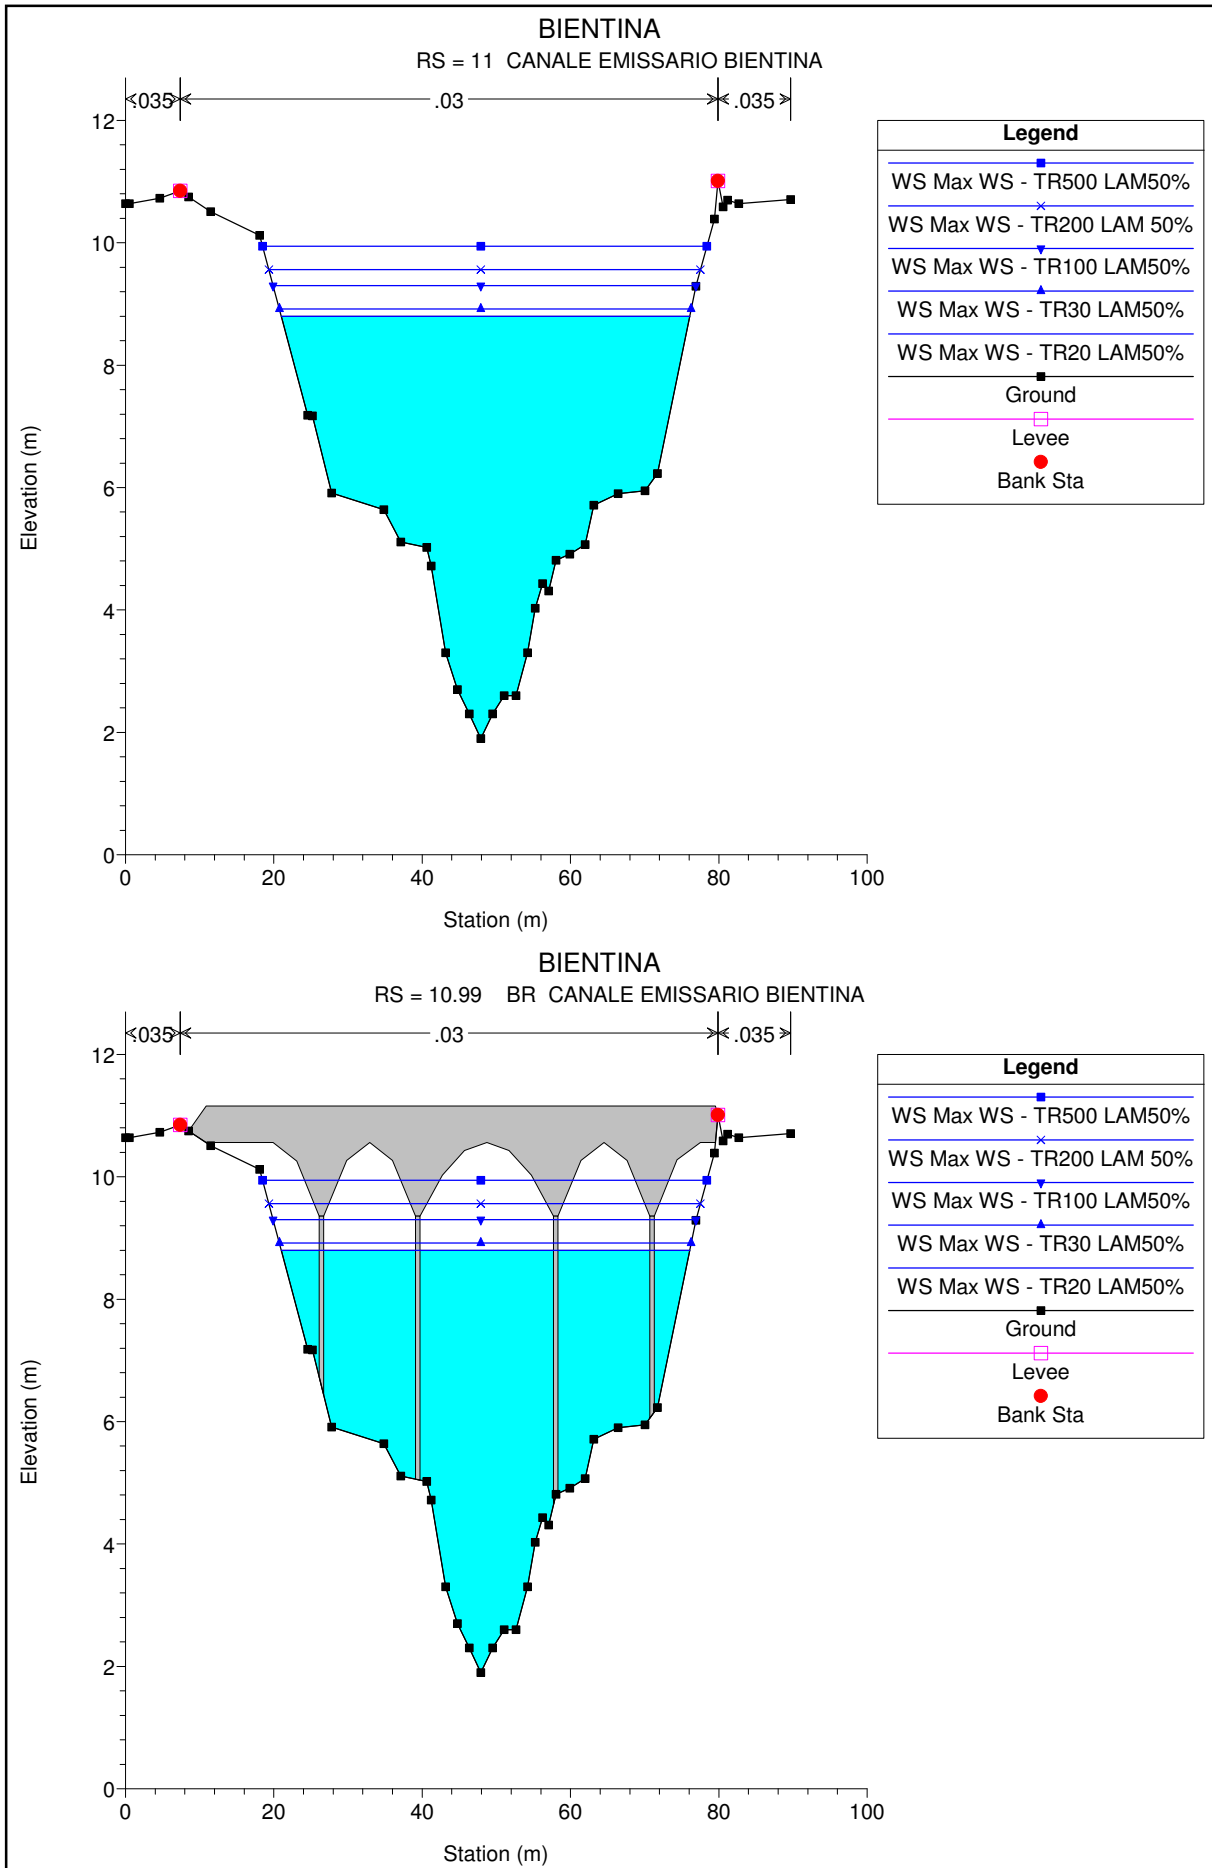 BIENTINA
RS = 11 CANALE EMISSARIO BIENTINA
.035 .03 .035
12
10
8
6
4
2
0
Elevation (m)
0 20 40 60 80 100
Station (m)
Legend
WS Max WS - TR500 LAM50%
WS Max WS - TR200 LAM 50%
WS Max WS - TR100 LAM50%
WS Max WS - TR30 LAM50%
WS Max WS - TR20 LAM50%
Ground
Levee
Bank Sta
BIENTINA
RS = 10.99 BR CANALE EMISSARIO BIENTINA
.035 .03 .035
12
10
8
6
4
2
0
Elevation (m)
0 20 40 60 80 100
Station (m)
Legend
WS Max WS - TR500 LAM50%
WS Max WS - TR200 LAM 50%
WS Max WS - TR100 LAM50%
WS Max WS - TR30 LAM50%
WS Max WS - TR20 LAM50%
Ground
Levee
Bank Sta